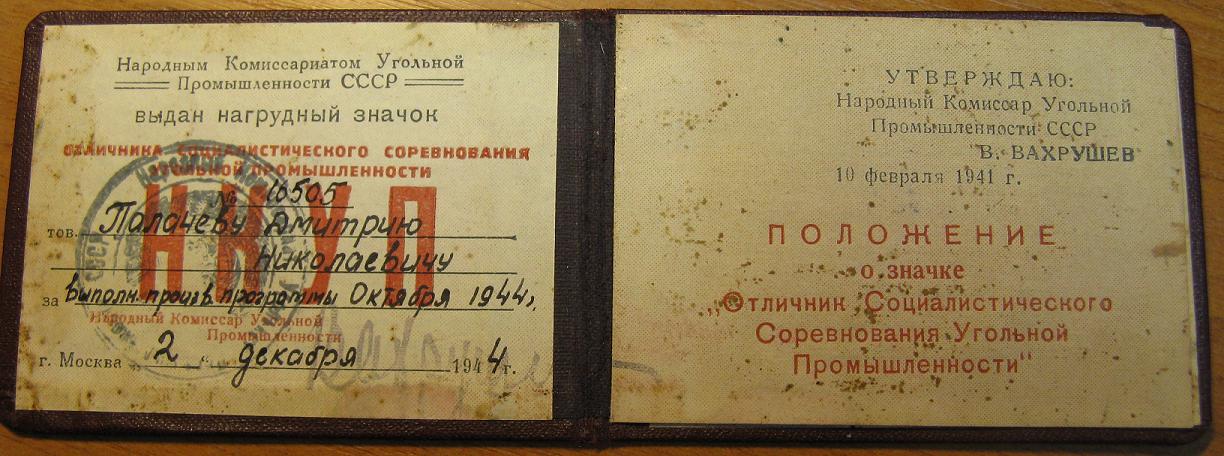 Народным Комиссариатом Угольной
Промышленности СССР
выдан нагрудный значок
ОТЛИЧНИКА СОЦИАЛИСТИЧЕСКОГО СОРЕВНОВАНИЯ
УГОЛЬНОЙ ПРОМЫШЛЕННОСТИ
НКУП
№ 10505
тов. Палачеву Дмитрию
Николаевичу
за Выполн. произв. программы Октября 1944г.
Народный Комиссар Угольной
Промышленности
г. Москва 2 " декабря 1944 г.
УТВЕРЖДАЮ:
Народный Комиссар Угольной
Промышленности СССР
В. ВАХРУШЕВ
10 февраля 1941 г.
ПОЛОЖЕНИЕ
о значке
„Отличник Социалистического
Соревнования Угольной
Промышленности"